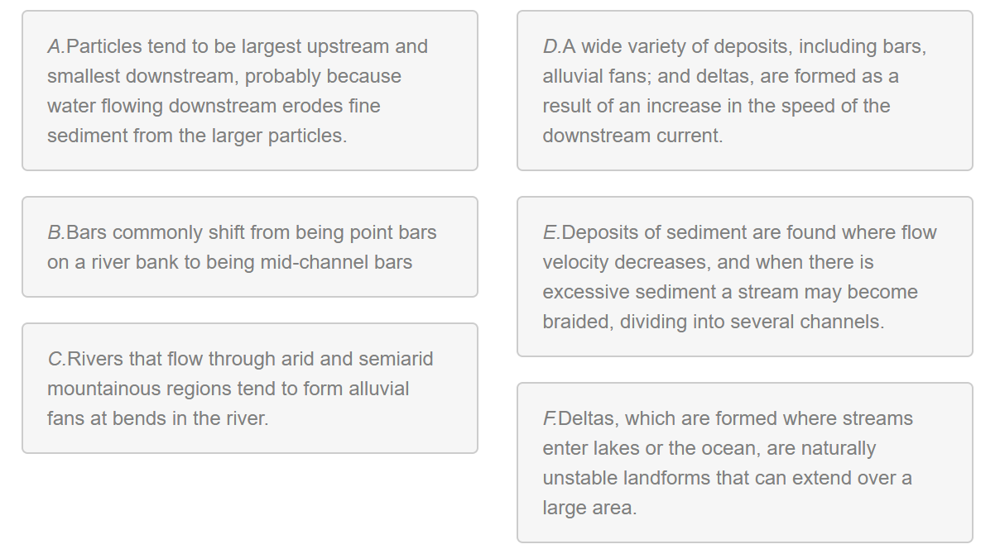 A.Particles tend to be largest upstream and
smallest downstream, probably because
water flowing downstream erodes fine
sediment from the larger particles.
B.Bars commonly shift from being point bars
on a river bank to being mid-channel bars
C.Rivers that flow through arid and semiarid
mountainous regions tend to form alluvial
fans at bends in the river.
D.A wide variety of deposits, including bars,
alluvial fans; and deltas, are formed as a
result of an increase in the speed of the
downstream current.
E.Deposits of sediment are found where flow
velocity decreases, and when there is
excessive sediment a stream may become
braided, dividing into several channels.
F.Deltas, which are formed where streams
enter lakes or the ocean, are naturally
unstable landforms that can extend over a
large area.